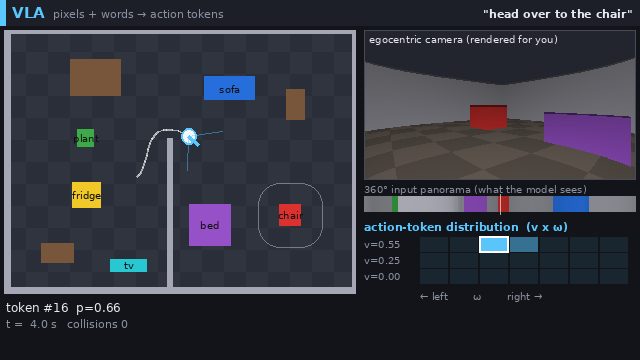 VLA pixels + words → action tokens "head over to the chair"
egocentric camera (rendered for you)
sofa
plant
fridge
chair
bed
tv
360° input panorama (what the model sees)
action-token distribution (v x ω)
v=0.55
v=0.25
v=0.00
← left ω right →
token #16 p=0.66
t = 4.0 s collisions 0